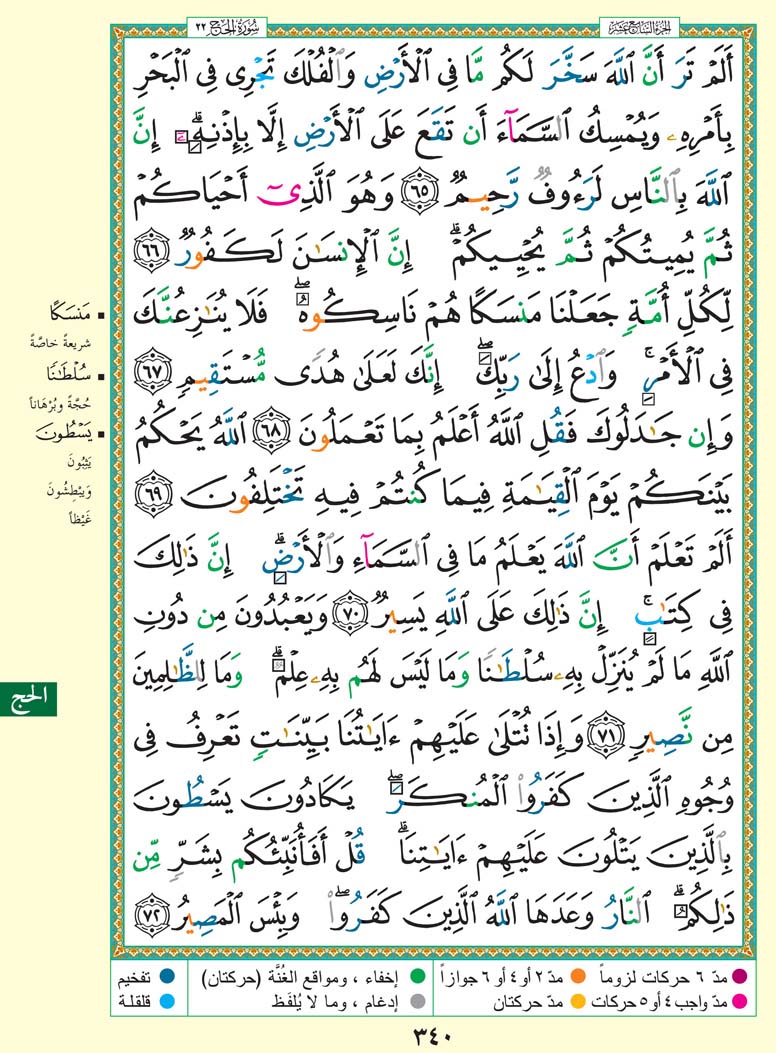 الجزء السابع عشر
سُورَةُ الحَجّ ٢٢
أَلَمْ تَرَ أَنَّ ٱللَّهَ سَخَّرَ لَكُم مَّا فِى ٱلْأَرْضِ وَٱلْفُلْكَ تَجْرِى فِى ٱلْبَحْرِ
بِأَمْرِهِۦ وَيُمْسِكُ ٱلسَّمَآءَ أَن تَقَعَ عَلَى ٱلْأَرْضِ إِلَّا بِإِذْنِهِۦٓ ۗ إِنَّ
ٱللَّهَ بِٱلنَّاسِ لَرَءُوفٌ رَّحِيمٌ ٦٥ وَهُوَ ٱلَّذِىٓ أَحْيَاكُمْ
ثُمَّ يُمِيتُكُمْ ثُمَّ يُحْيِيكُمْ ۗ إِنَّ ٱلْإِنسَٰنَ لَكَفُورٌ ٦٦
لِّكُلِّ أُمَّةٍ جَعَلْنَا مَنسَكًا هُمْ نَاسِكُوهُ ۖ فَلَا يُنَٰزِعُنَّكَ
فِى ٱلْأَمْرِ ۚ وَٱدْعُ إِلَىٰ رَبِّكَ ۖ إِنَّكَ لَعَلَىٰ هُدًى مُّسْتَقِيمٍ ٦٧
وَإِن جَٰدَلُوكَ فَقُلِ ٱللَّهُ أَعْلَمُ بِمَا تَعْمَلُونَ ٦٨ ٱللَّهُ يَحْكُمُ
بَيْنَكُمْ يَوْمَ ٱلْقِيَٰمَةِ فِيمَا كُنتُمْ فِيهِ تَخْتَلِفُونَ ٦٩
أَلَمْ تَعْلَمْ أَنَّ ٱللَّهَ يَعْلَمُ مَا فِى ٱلسَّمَآءِ وَٱلْأَرْضِ ۗ إِنَّ ذَٰلِكَ
فِى كِتَٰبٍ ۚ إِنَّ ذَٰلِكَ عَلَى ٱللَّهِ يَسِيرٌ ٧٠ وَيَعْبُدُونَ مِن دُونِ
ٱللَّهِ مَا لَمْ يُنَزِّلْ بِهِۦ سُلْطَٰنًا وَمَا لَيْسَ لَهُم بِهِۦ عِلْمٌ ۗ وَمَا لِلظَّٰلِمِينَ
مِن نَّصِيرٍ ٧١ وَإِذَا تُتْلَىٰ عَلَيْهِمْ ءَايَٰتُنَا بَيِّنَٰتٍ تَعْرِفُ فِى
وُجُوهِ ٱلَّذِينَ كَفَرُوا۟ ٱلْمُنكَرَ ۖ يَكَادُونَ يَسْطُونَ
بِٱلَّذِينَ يَتْلُونَ عَلَيْهِمْ ءَايَٰتِنَا ۗ قُلْ أَفَأُنَبِّئُكُم بِشَرٍّ مِّن
ذَٰلِكُمُ ۗ ٱلنَّارُ وَعَدَهَا ٱللَّهُ ٱلَّذِينَ كَفَرُوا۟ ۖ وَبِئْسَ ٱلْمَصِيرُ ٧٢
مَنسَكًا
شريعةً خاصّةً
سُلْطَٰنًا
حُجَّةً وبُرْهَاناً
يَسْطُونَ
يَثِبُونَ
وَيَبْطِشُونَ
غَيْظاً
الحج
مدّ ٦ حركات لزوماً
مدّ ٢ أو ٤ أو ٦ جوازاً
إخفاء ، ومواقع الغُنَّة (حركتان)
تفخيم
مدّ واجب ٤ أو ٥ حركات
مدّ حركتان
إدغام ، وما لا يُلفَظ
قلقلة
٣٤٠